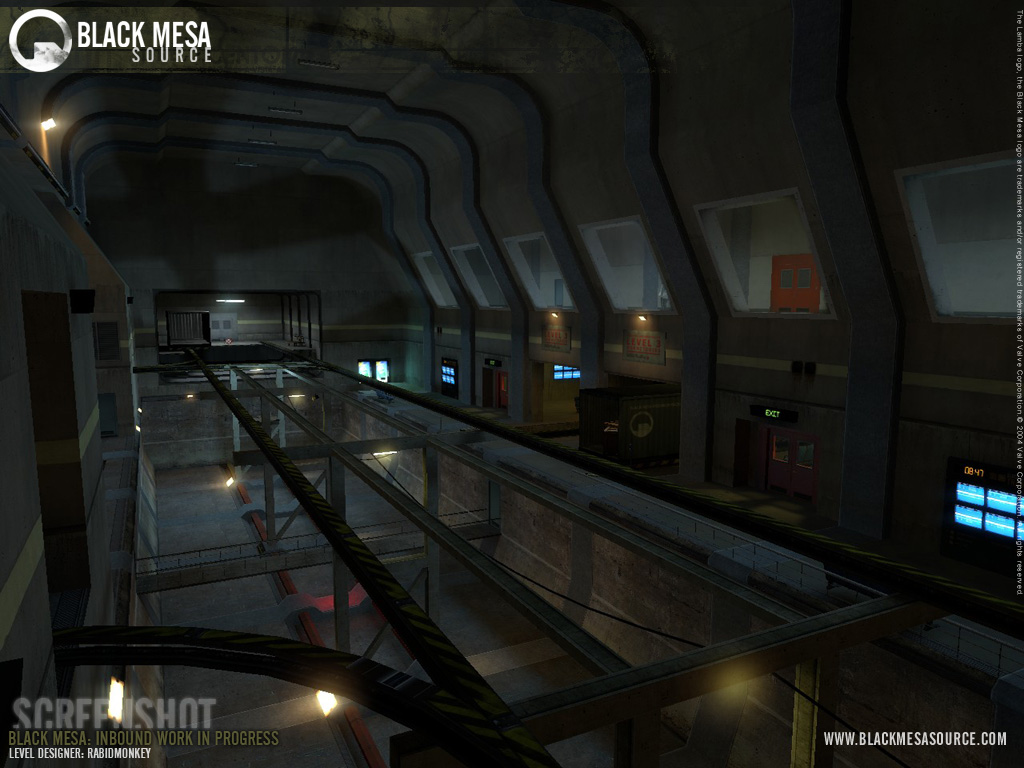 BLACK MESA
SOURCE
The Lamba logo, the Black Mesa logo are trademarks and/or registered trademarks of Valve Corporation. © 2004 Valve Corporation. All rights reserved.
EXIT
08:47
SCREENSHOT
BLACK MESA: INBOUND WORK IN PROGRESS
LEVEL DESIGNER: RABIDMONKEY
WWW.BLACKMESASOURCE.COM